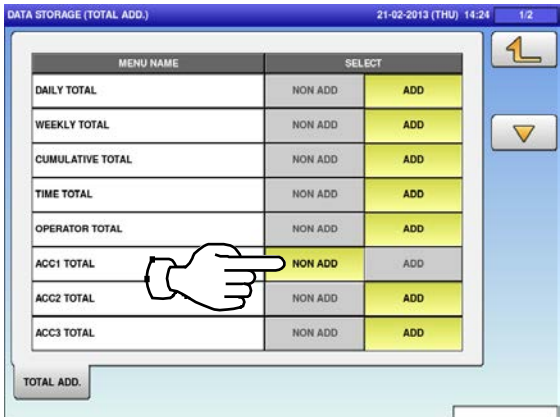 DATA STORAGE (TOTAL ADD.) 21-02-2013 (THU) 14:24 1/2
MENU NAME SELECT
DAILY TOTAL NON ADD ADD
WEEKLY TOTAL NON ADD ADD
CUMULATIVE TOTAL NON ADD ADD
TIME TOTAL NON ADD ADD
OPERATOR TOTAL NON ADD ADD
ACC1 TOTAL NON ADD ADD
ACC2 TOTAL NON ADD ADD
ACC3 TOTAL NON ADD ADD
TOTAL ADD.